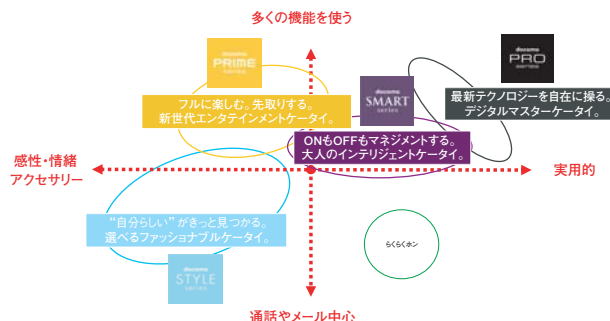 多くの機能を使う
docomo
PRIME
series
docomo
PRO
series
docomo
SMART
series
フルに楽しむ。先取りする。
新世代エンタテインメントケータイ。
最新テクノロジーを自在に操る。
デジタルマスターケータイ。
ONもOFFもマネジメントする。
大人のインテリジェントケータイ。
感性・情緒
アクセサリー
実用的
“自分らしい”がきっと見つかる。
選べるファッショナブルケータイ。
らくらくホン
docomo
STYLE
series
通話やメール中心